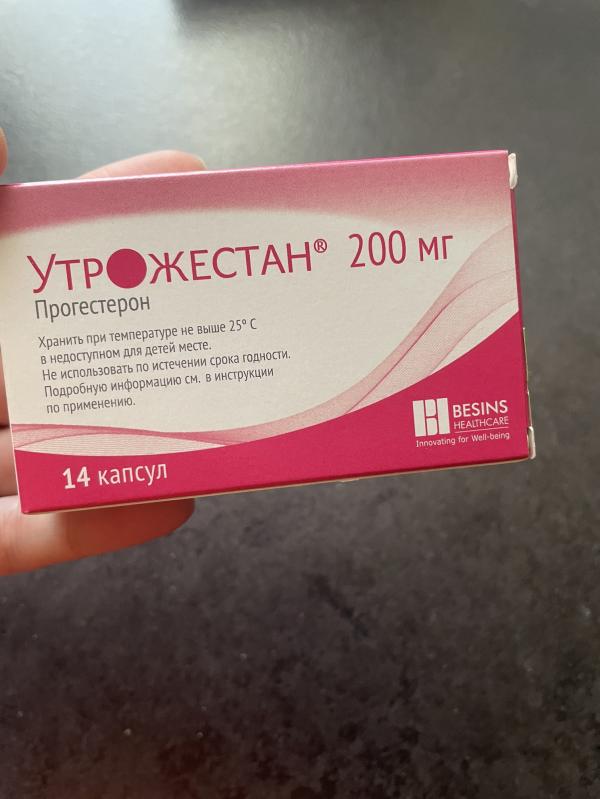 УТРОЖЕСТАН® 200 мг
Прогестерон
Хранить при температуре не выше 25° С
в недоступном для детей месте.
Не использовать по истечении срока годности.
Подробную информацию см. в инструкции
по применению.
BESINS
HEALTHCARE
Innovating for Well-being
14 капсул